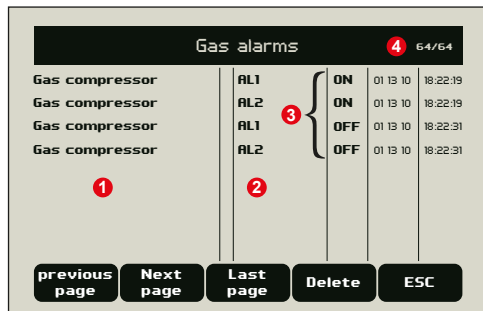 Gas alarms 4 64/64
Gas compressor AL1 ON 01 13 10 18:22:19
Gas compressor AL2 ON 01 13 10 18:22:19
3
Gas compressor AL1 OFF 01 13 10 18:22:31
Gas compressor AL2 OFF 01 13 10 18:22:31
1 2
previous page Next page Last page Delete ESC